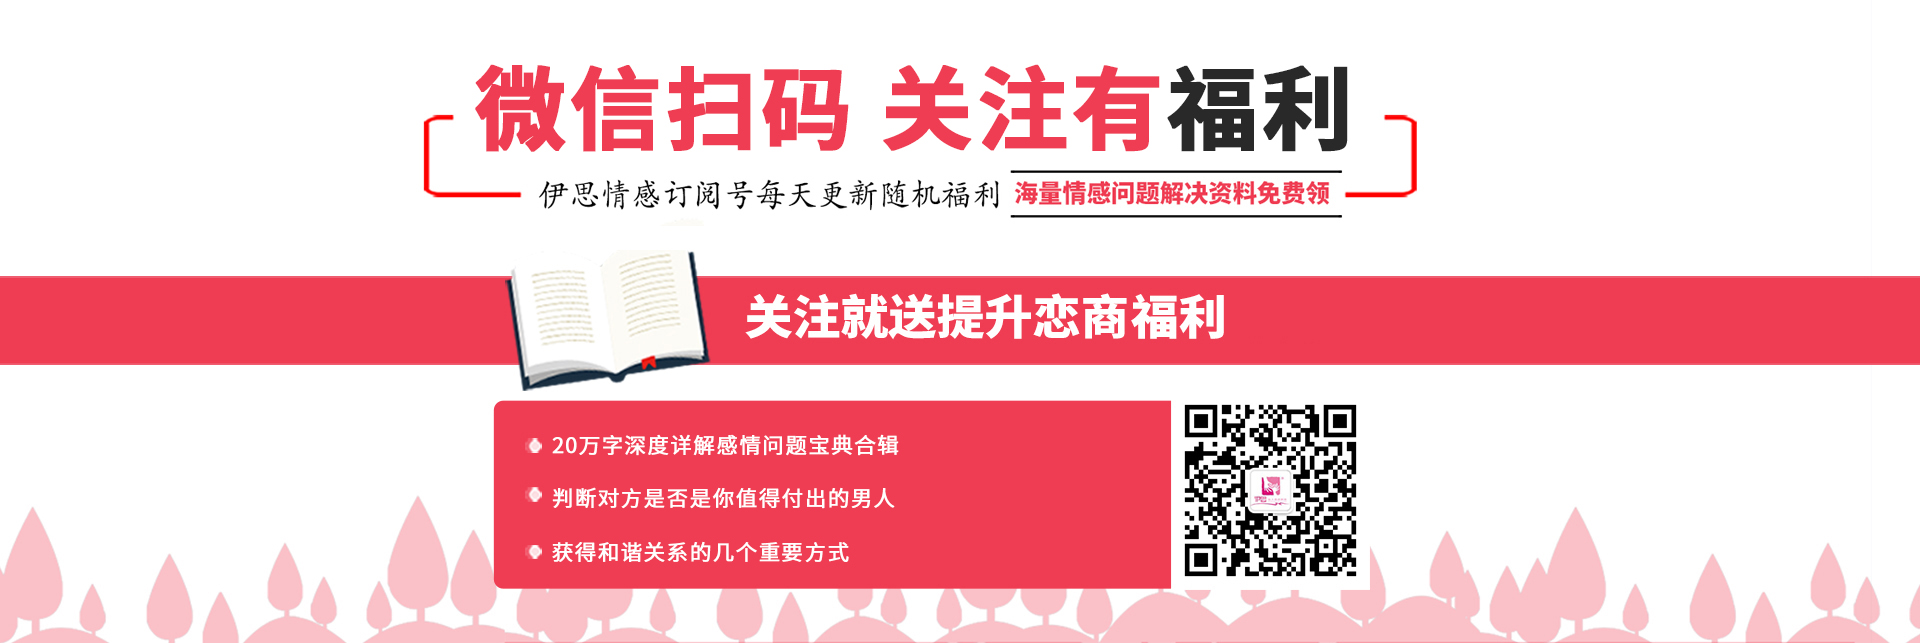 微信扫码 关注有福利
伊思情感订阅号每天更新随机福利 海量情感问题解决资料免费领
关注就送提升恋商福利
20万字深度详解感情问题宝典合辑
判断对方是否是你值得付出的男人
获得和谐关系的几个重要方式